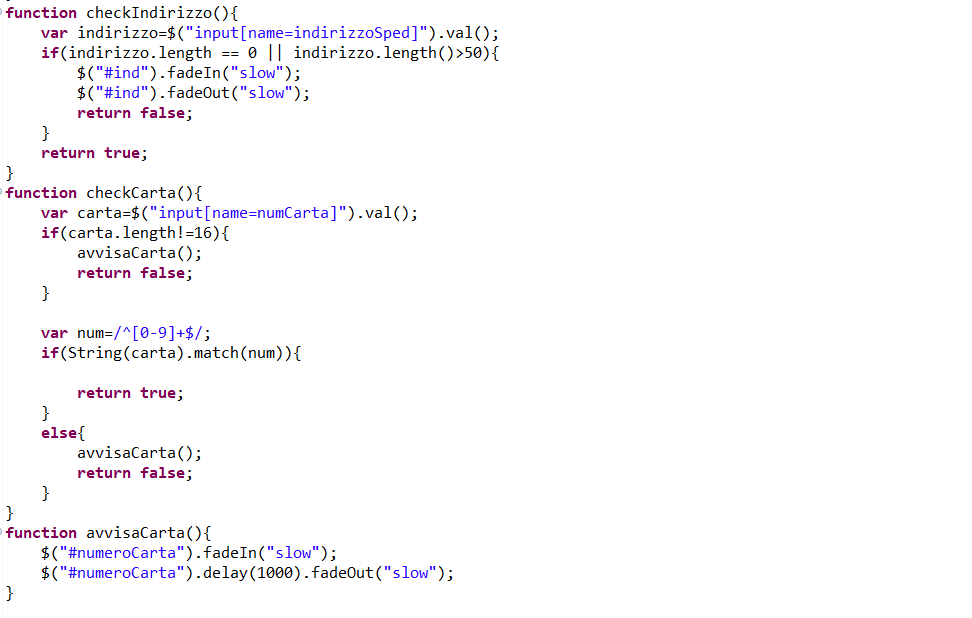 function checkIndirizzo(){
    var indirizzo=$("input[name=indirizzoSped]").val();
    if(indirizzo.length == 0 || indirizzo.length()>50){
        $("#ind").fadeIn("slow");
        $("#ind").fadeOut("slow");
        return false;
    }
    return true;
}
function checkCarta(){
    var carta=$("input[name=numCarta]").val();
    if(carta.length!=16){
        avvisaCarta();
        return false;
    }
    var num=/^[0-9]+$/;
    if(String(carta).match(num)){
        return true;
    }
    else{
        avvisaCarta();
        return false;
    }
}
function avvisaCarta(){
    $("#numeroCarta").fadeIn("slow");
    $("#numeroCarta").delay(1000).fadeOut("slow");
}